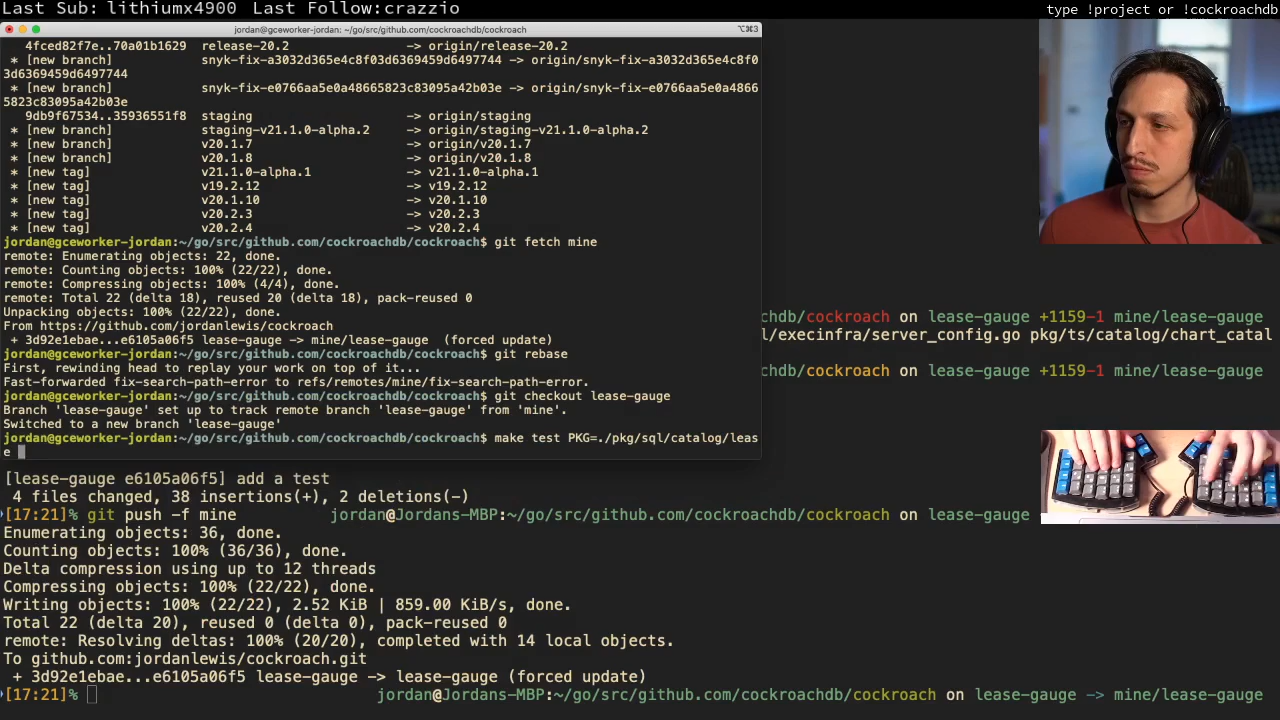 Last Sub: lithiumx4900 Last Follow:crazzio
type !project or !cockroachdb
jordan@gceworker-jordan: ~/go/src/github.com/cockroachdb/cockroach
⌥⌘3
4fced82f7e..70a01b1629 release-20.2 -> origin/release-20.2
* [new branch] snyk-fix-a3032d365e4c8f03d6369459d6497744 -> origin/snyk-fix-a3032d365e4c8f0
3d6369459d6497744
* [new branch] snyk-fix-e0766aa5e0a48665823c83095a42b03e -> origin/snyk-fix-e0766aa5e0a4866
5823c83095a42b03e
9db9f67534..35936551f8 staging -> origin/staging
* [new branch] staging-v21.1.0-alpha.2 -> origin/staging-v21.1.0-alpha.2
* [new branch] v20.1.7 -> origin/v20.1.7
* [new branch] v20.1.8 -> origin/v20.1.8
* [new tag] v21.1.0-alpha.1 -> v21.1.0-alpha.1
* [new tag] v19.2.12 -> v19.2.12
* [new tag] v20.1.10 -> v20.1.10
* [new tag] v20.2.3 -> v20.2.3
* [new tag] v20.2.4 -> v20.2.4
jordan@gceworker-jordan:~/go/src/github.com/cockroachdb/cockroach$ git fetch mine
remote: Enumerating objects: 22, done.
remote: Counting objects: 100% (22/22), done.
remote: Compressing objects: 100% (4/4), done.
remote: Total 22 (delta 18), reused 20 (delta 18), pack-reused 0
Unpacking objects: 100% (22/22), done.
From https://github.com/jordanlewis/cockroach
+ 3d92e1ebae...e6105a06f5 lease-gauge -> mine/lease-gauge (forced update)
jordan@gceworker-jordan:~/go/src/github.com/cockroachdb/cockroach$ git rebase
First, rewinding head to replay your work on top of it...
Fast-forwarded fix-search-path-error to refs/remotes/mine/fix-search-path-error.
jordan@gceworker-jordan:~/go/src/github.com/cockroachdb/cockroach$ git checkout lease-gauge
Branch 'lease-gauge' set up to track remote branch 'lease-gauge' from 'mine'.
Switched to a new branch 'lease-gauge'
jordan@gceworker-jordan:~/go/src/github.com/cockroachdb/cockroach$ make test PKG=./pkg/sql/catalog/leas
e
chdb/cockroach on lease-gauge +1159-1 mine/lease-gauge
l/execinfra/server_config.go pkg/ts/catalog/chart_catal
chdb/cockroach on lease-gauge +1159-1 mine/lease-gauge
[lease-gauge e6105a06f5] add a test
4 files changed, 38 insertions(+), 2 deletions(-)
[17:21]% git push -f mine jordan@Jordans-MBP:~/go/src/github.com/cockroachdb/cockroach on lease-gauge
Enumerating objects: 36, done.
Counting objects: 100% (36/36), done.
Delta compression using up to 12 threads
Compressing objects: 100% (22/22), done.
Writing objects: 100% (22/22), 2.52 KiB | 859.00 KiB/s, done.
Total 22 (delta 20), reused 0 (delta 0), pack-reused 0
remote: Resolving deltas: 100% (20/20), completed with 14 local objects.
To github.com:jordanlewis/cockroach.git
+ 3d92e1ebae...e6105a06f5 lease-gauge -> lease-gauge (forced update)
[17:21]% jordan@Jordans-MBP:~/go/src/github.com/cockroachdb/cockroach on lease-gauge -> mine/lease-gauge